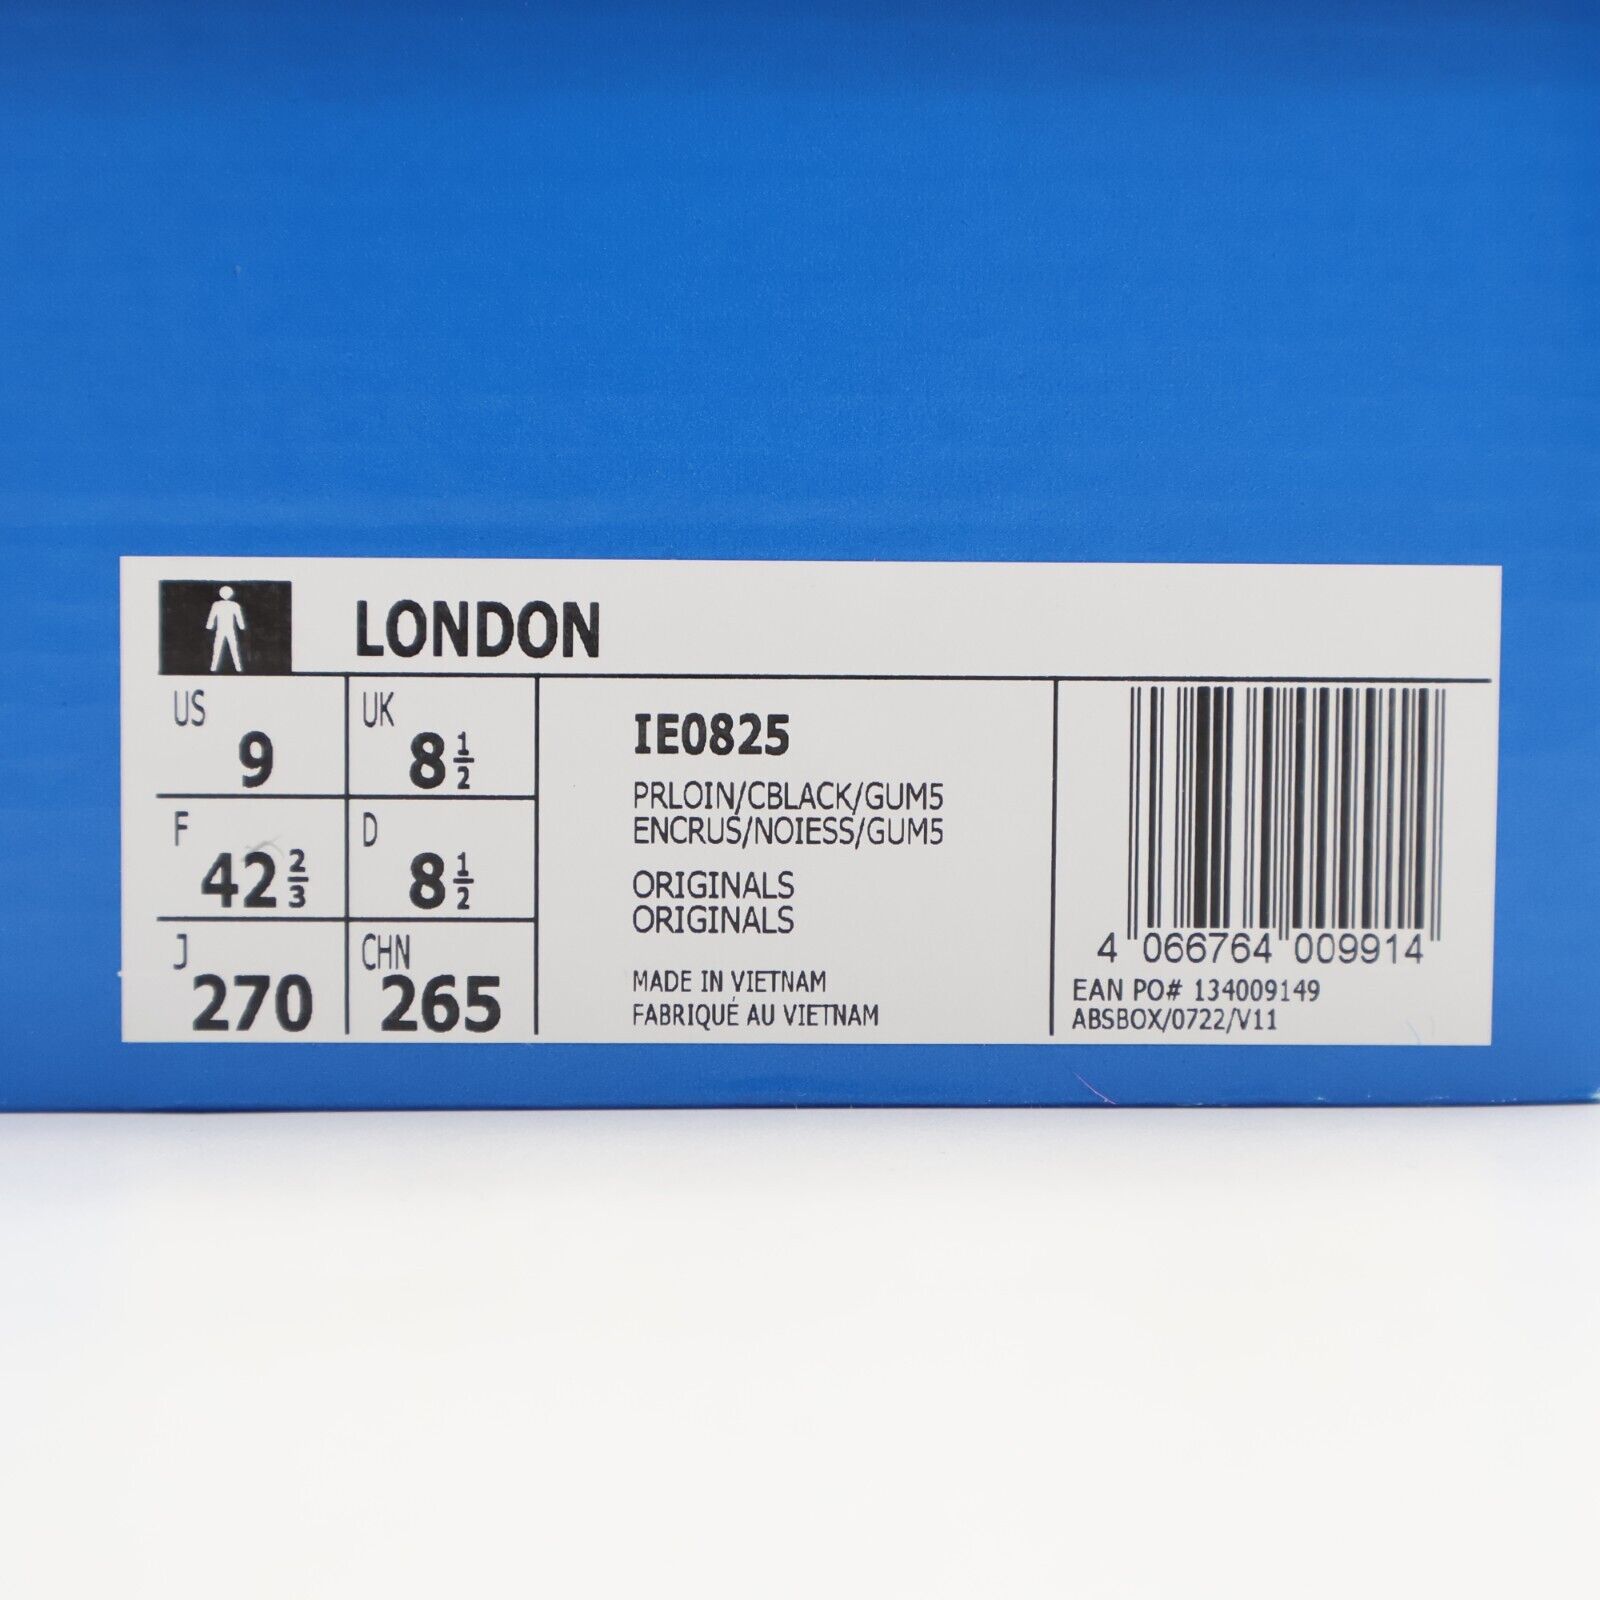 LONDON
US 9
UK 8 1/2
F 42 2/3
D 8 1/2
J 270
CHN 265
IE0825
PRLOIN/CBLACK/GUM5
ENCRUS/NOIESS/GUM5
ORIGINALS
ORIGINALS
MADE IN VIETNAM
FABRIQUÉ AU VIETNAM
4 066764 009914
EAN PO# 134009149
ABSBOX/0722/V11